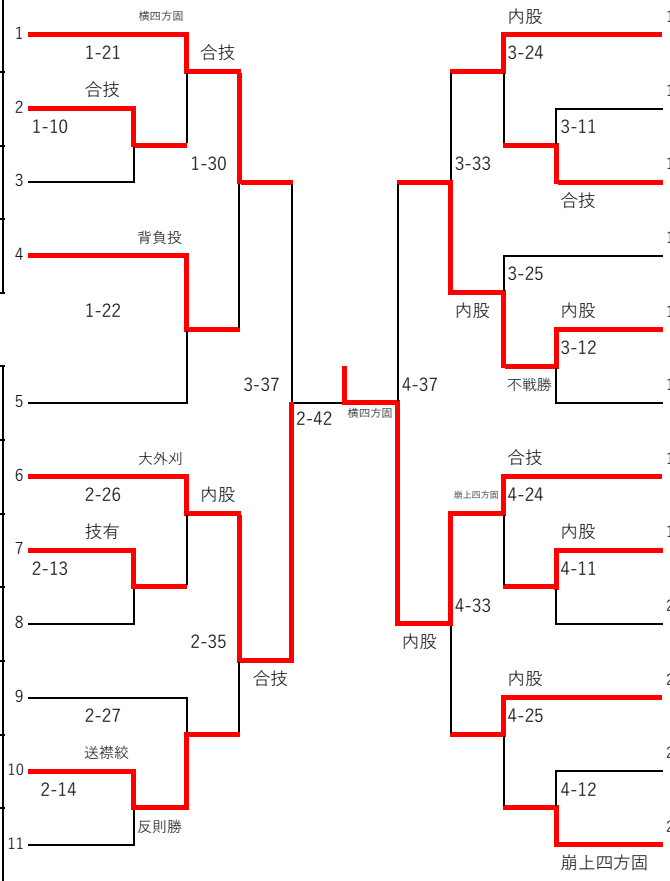 1
横四方固
1-21
合技
2
合技
1-10
1-30
3
4
背負投
1-22
3-37
5
2-42
横四方固
6
大外刈
2-26
内股
7
技有
2-13
8
2-35
合技
9
2-27
10
送襟絞
2-14
反則勝
11
内股
3-24
3-11
3-33
合技
3-25
内股
内股
3-12
4-37
不戦勝
合技
崩上四方固
4-24
内股
4-11
4-33
内股
内股
4-25
4-12
崩上四方固